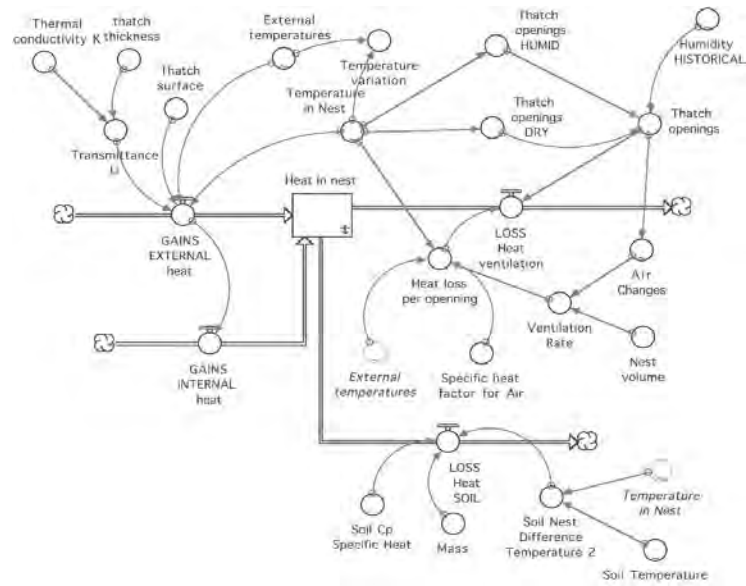 Thermal
conductivity K
thatch
thickness
External
temperatures
Thatch
openings
HUMID
Humidity
HISTORICAL
Thatch
surface
Temperature
variation
Temperature
in Nest
Thatch
openings
DRY
Thatch
openings
Transmittance
U
Heat in nest
GAINS
EXTERNAL
heat
LOSS
Heat
ventilation
Heat loss
per openning
Air
Changes
Ventilation
Rate
Nest
volume
GAINS
INTERNAL
heat
External
temperatures
Specific heat
factor for Air
LOSS
Heat
SOIL
Soil Cp
Specific Heat
Mass
Soil Nest
Difference
Temperature 2
Temperature
in Nest
Soil Temperature